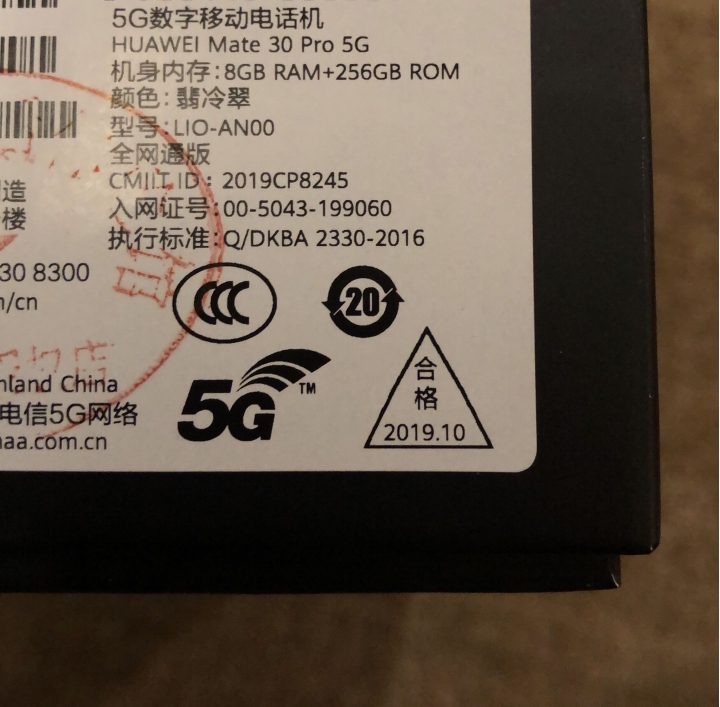 5G数字移动电话机
HUAWEI Mate 30 Pro 5G
机身内存:8GB RAM+256GB ROM
颜色: 翡冷翠
型号:LIO-AN00
全网通版
CMIIT ID : 2019CP8245
入网证号:00-5043-199060
执行标准:Q/DKBA 2330-2016
造
楼
30 8300
n/cn
CCC
20
nland China
电信5G网络
aa.com.cn
5G™
合
格
2019.10
店